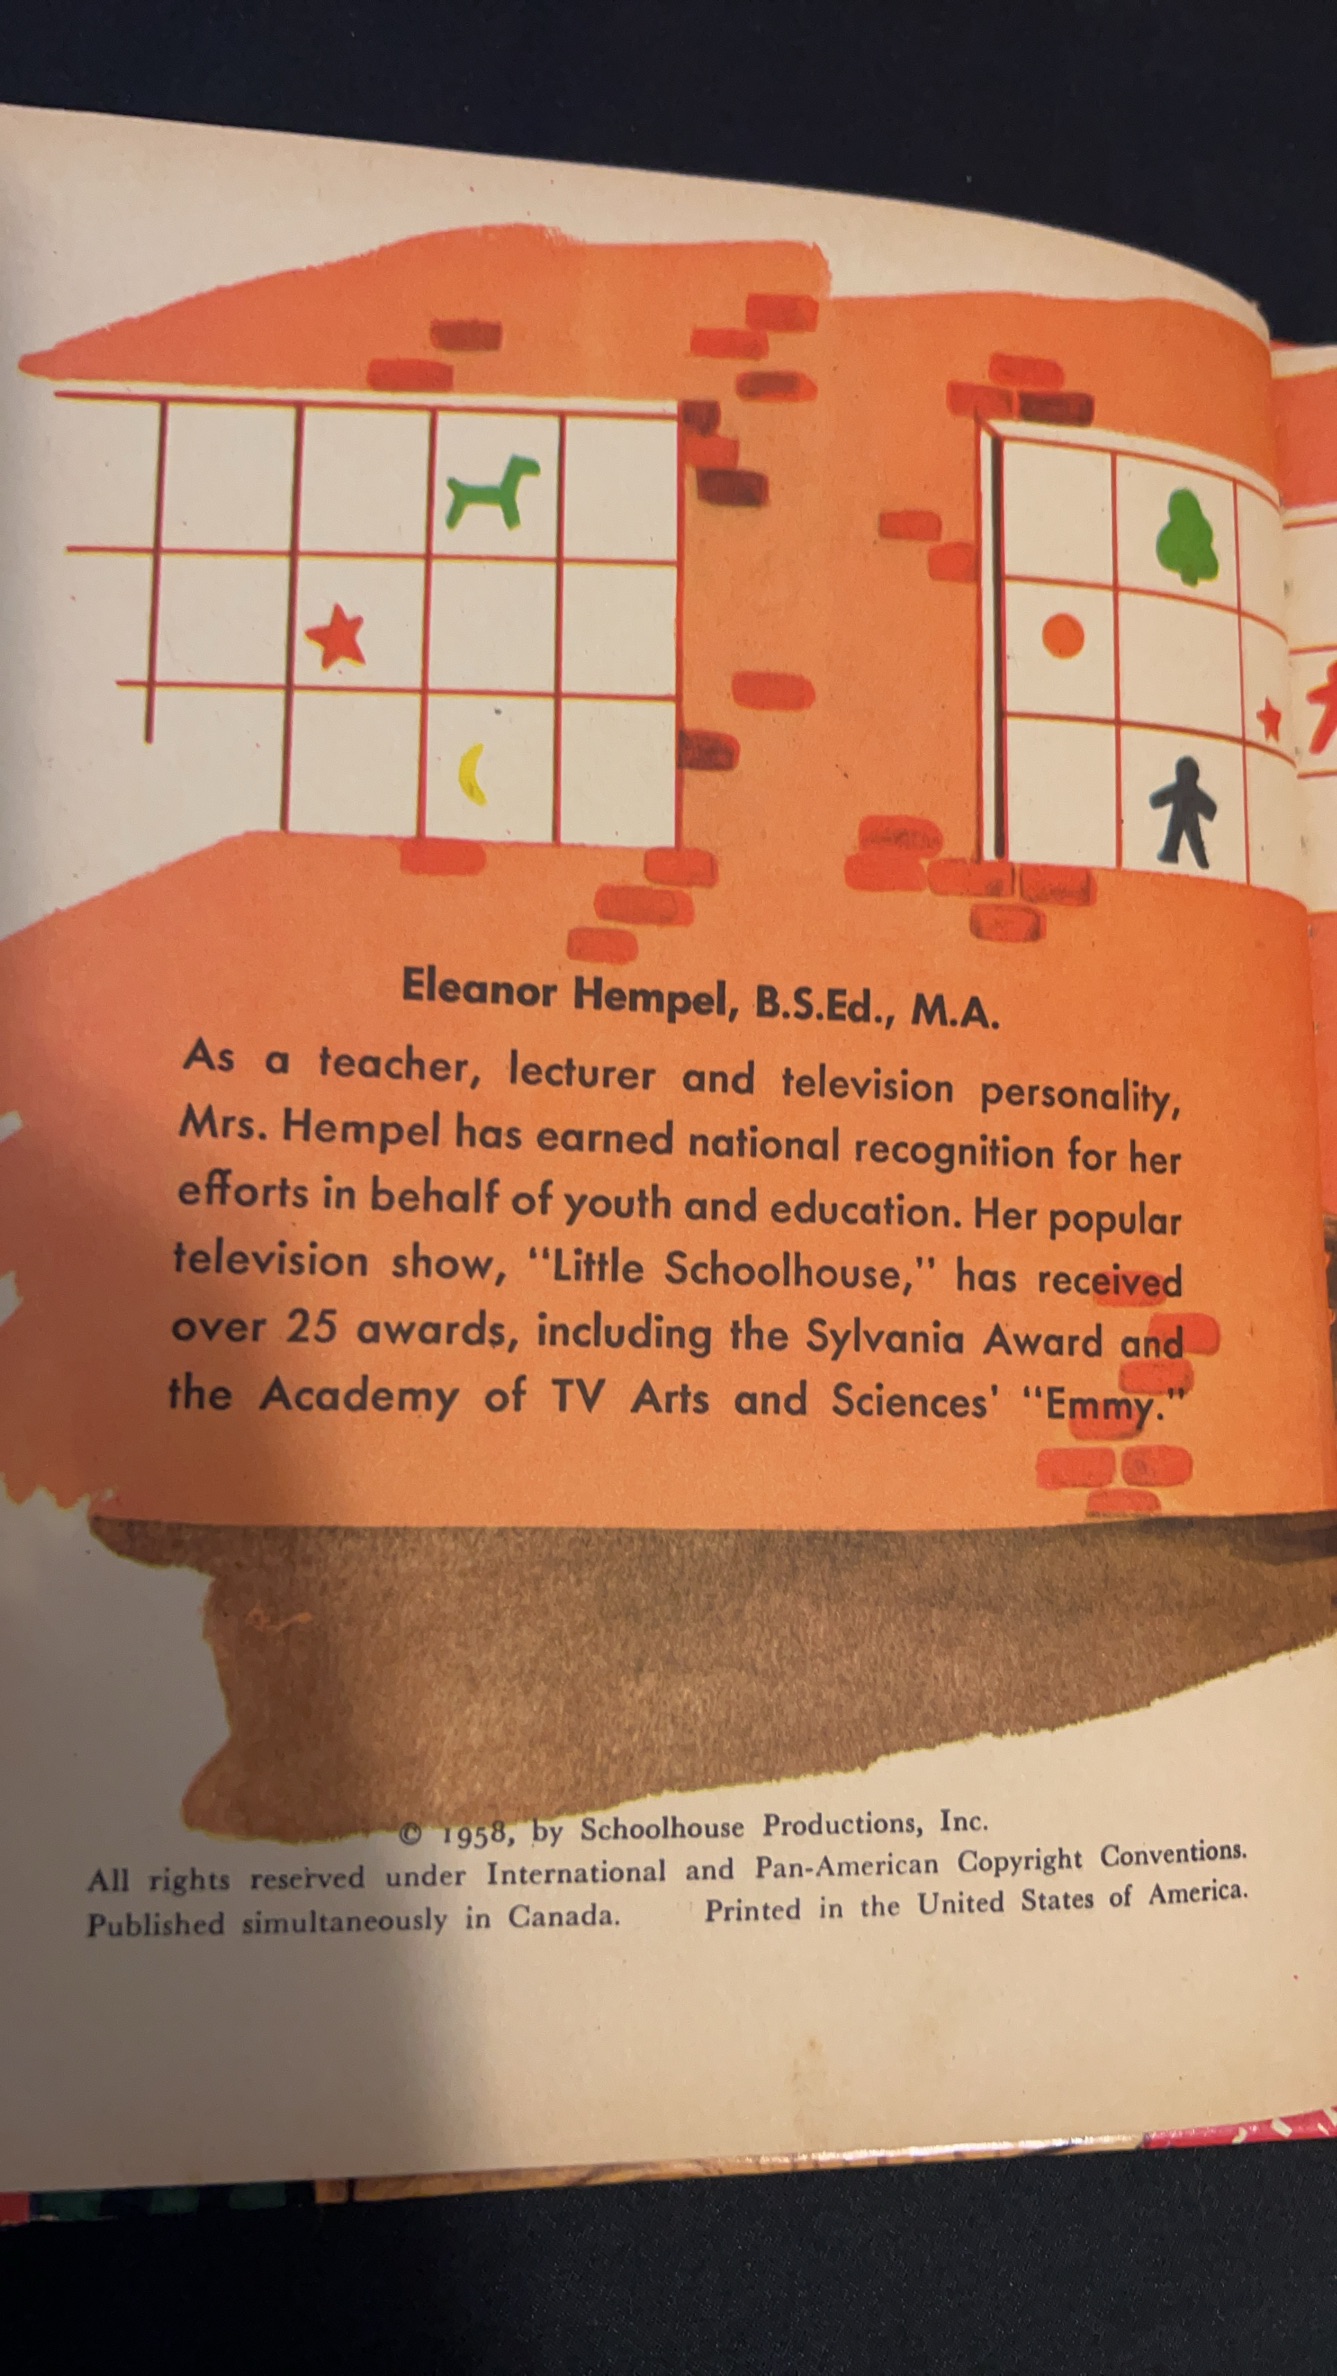 Eleanor Hempel, B.S.Ed., M.A.
As a teacher, lecturer and television personality,
Mrs. Hempel has earned national recognition for her
efforts in behalf of youth and education. Her popular
television show, “Little Schoolhouse,” has received
over 25 awards, including the Sylvania Award and
the Academy of TV Arts and Sciences’ “Emmy.”
© 1958, by Schoolhouse Productions, Inc.
All rights reserved under International and Pan-American Copyright Conventions.
Published simultaneously in Canada. Printed in the United States of America.